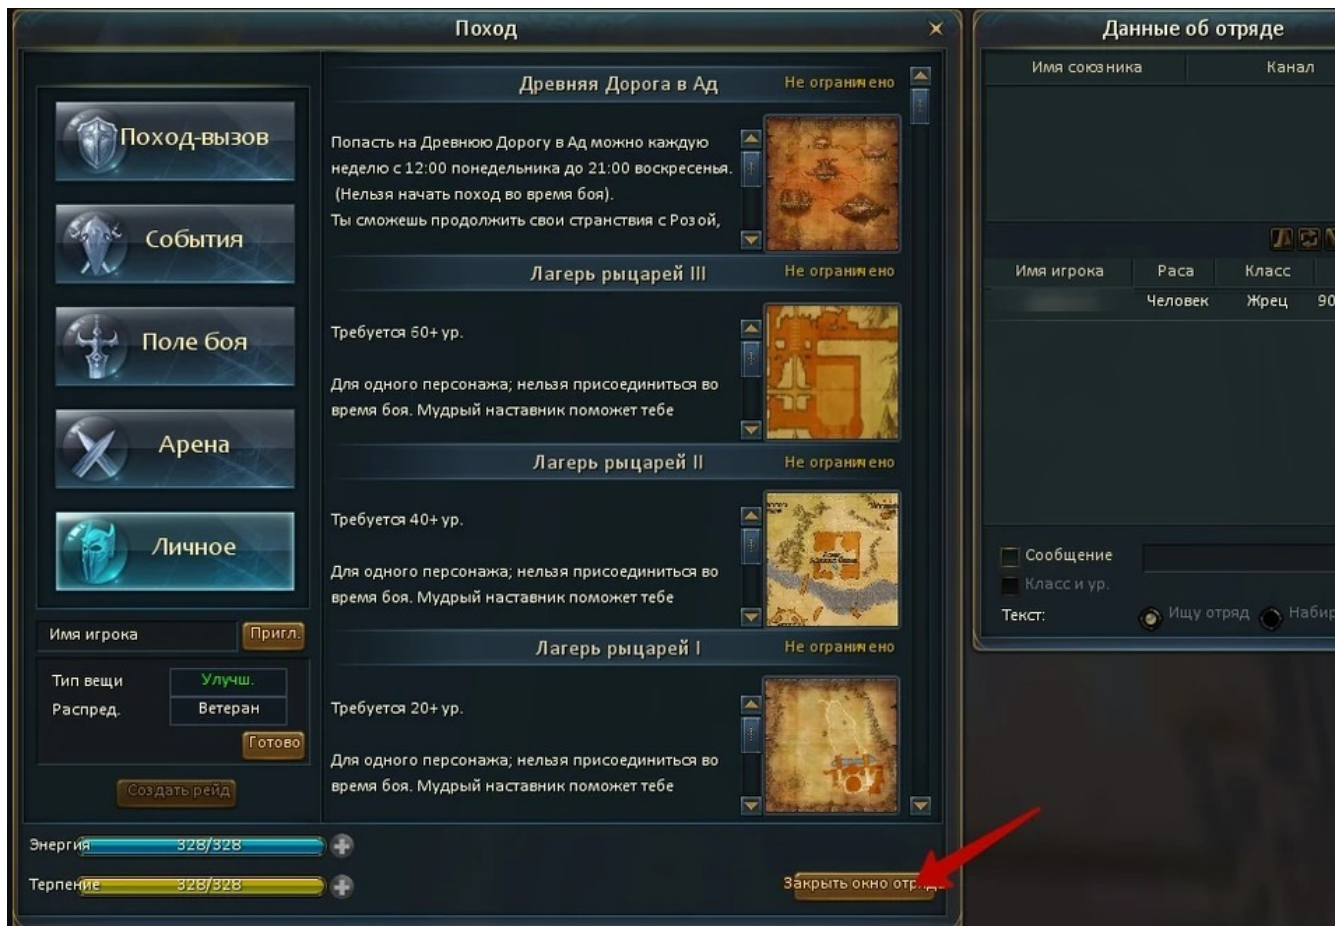 Поход
Поход-вызов
События
Поле боя
Арена
Личное
Имя игрока
Пригл.
Тип вещи
Улучш.
Распред.
Ветеран
Готово
Создать рейд
Древняя Дорога в Ад
Не ограничено
Попасть на Древнюю Дорогу в Ад можно каждую
неделю с 12:00 понедельника до 21:00 воскресенья.
(Нельзя начать поход во время боя).
Ты сможешь продолжить свои странствия с Розой,
Лагерь рыцарей III
Не ограничено
Требуется 60+ ур.
Для одного персонажа; нельзя присоединиться во
время боя. Мудрый наставник поможет тебе
Лагерь рыцарей II
Не ограничено
Требуется 40+ ур.
Для одного персонажа; нельзя присоединиться во
время боя. Мудрый наставник поможет тебе
Лагерь рыцарей I
Не ограничено
Требуется 20+ ур.
Для одного персонажа; нельзя присоединиться во
время боя. Мудрый наставник поможет тебе
Энергия 328/328
Терпение 328/328
Закрыть окно отряда
Данные об отряде
Имя союзника Канал
Имя игрока Раса Класс
Человек Жрец 90
Сообщение
Класс и ур.
Текст: Ищу отряд Набир